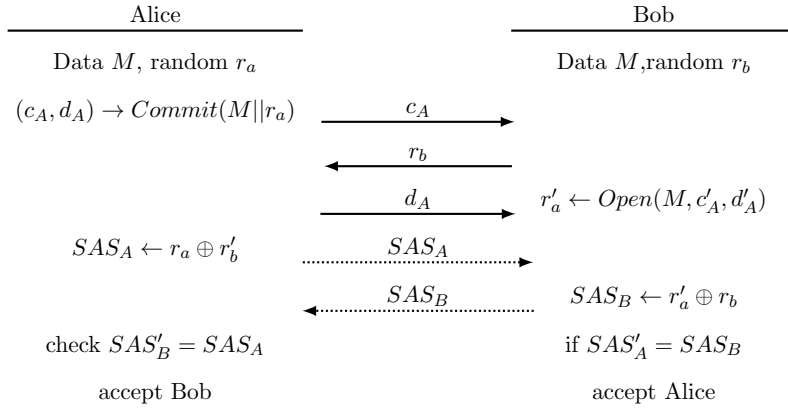 Alice Bob
Data M, random r_a Data M,random r_b
(c_A, d_A) → Commit(M||r_a) c_A
r_b
d_A r'_a ← Open(M, c'_A, d'_A)
SAS_A ← r_a ⊕ r'_b SAS_A
SAS_B SAS_B ← r'_a ⊕ r_b
check SAS'_B = SAS_A if SAS'_A = SAS_B
accept Bob accept Alice